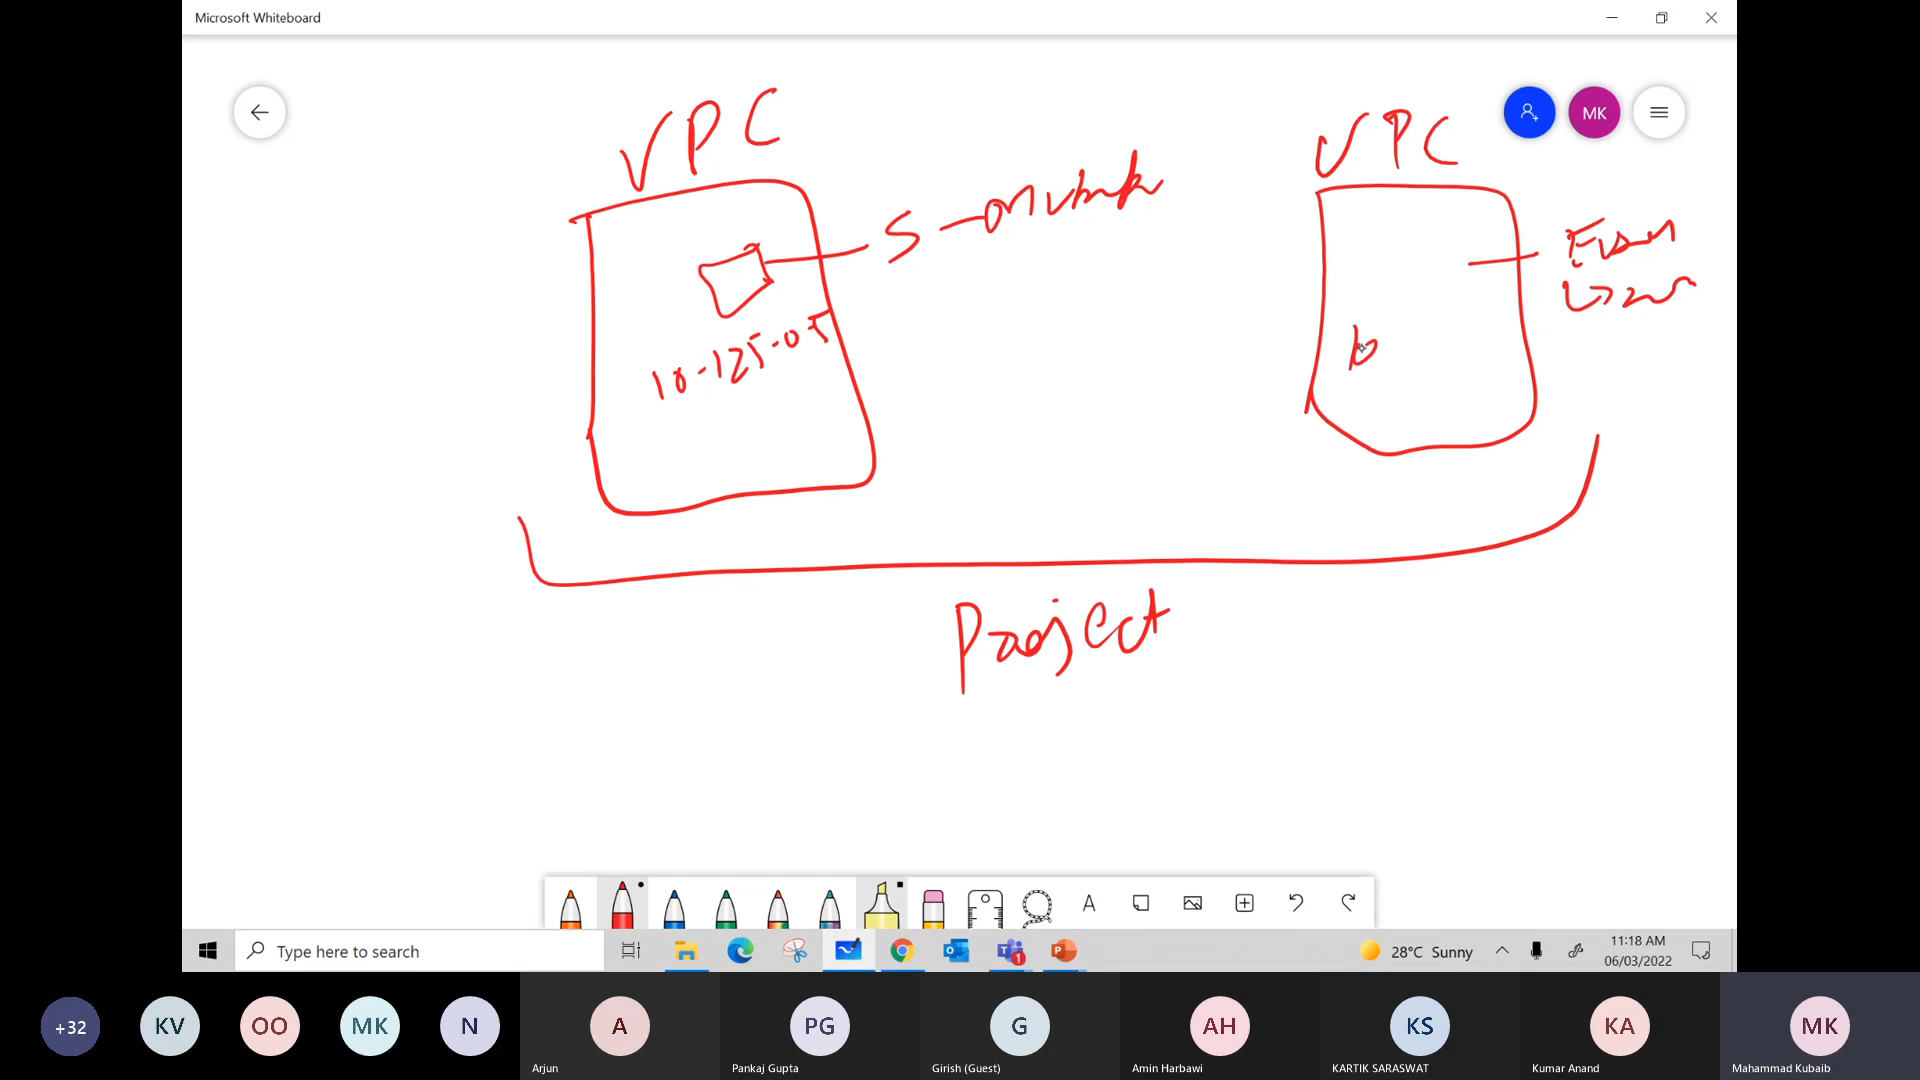 Microsoft Whiteboard
VPC
VPC
MK
S -
10-125-05
b
Project
A
Type here to search
1
28°C Sunny
11:18 AM
06/03/2022
+32
KV
OO
MK
N
A
PG
G
AH
KS
KA
MK
Arjun
Pankaj Gupta
Girish (Guest)
Amin Harbawi
KARTIK SARASWAT
Kumar Anand
Mahammad Kubaib